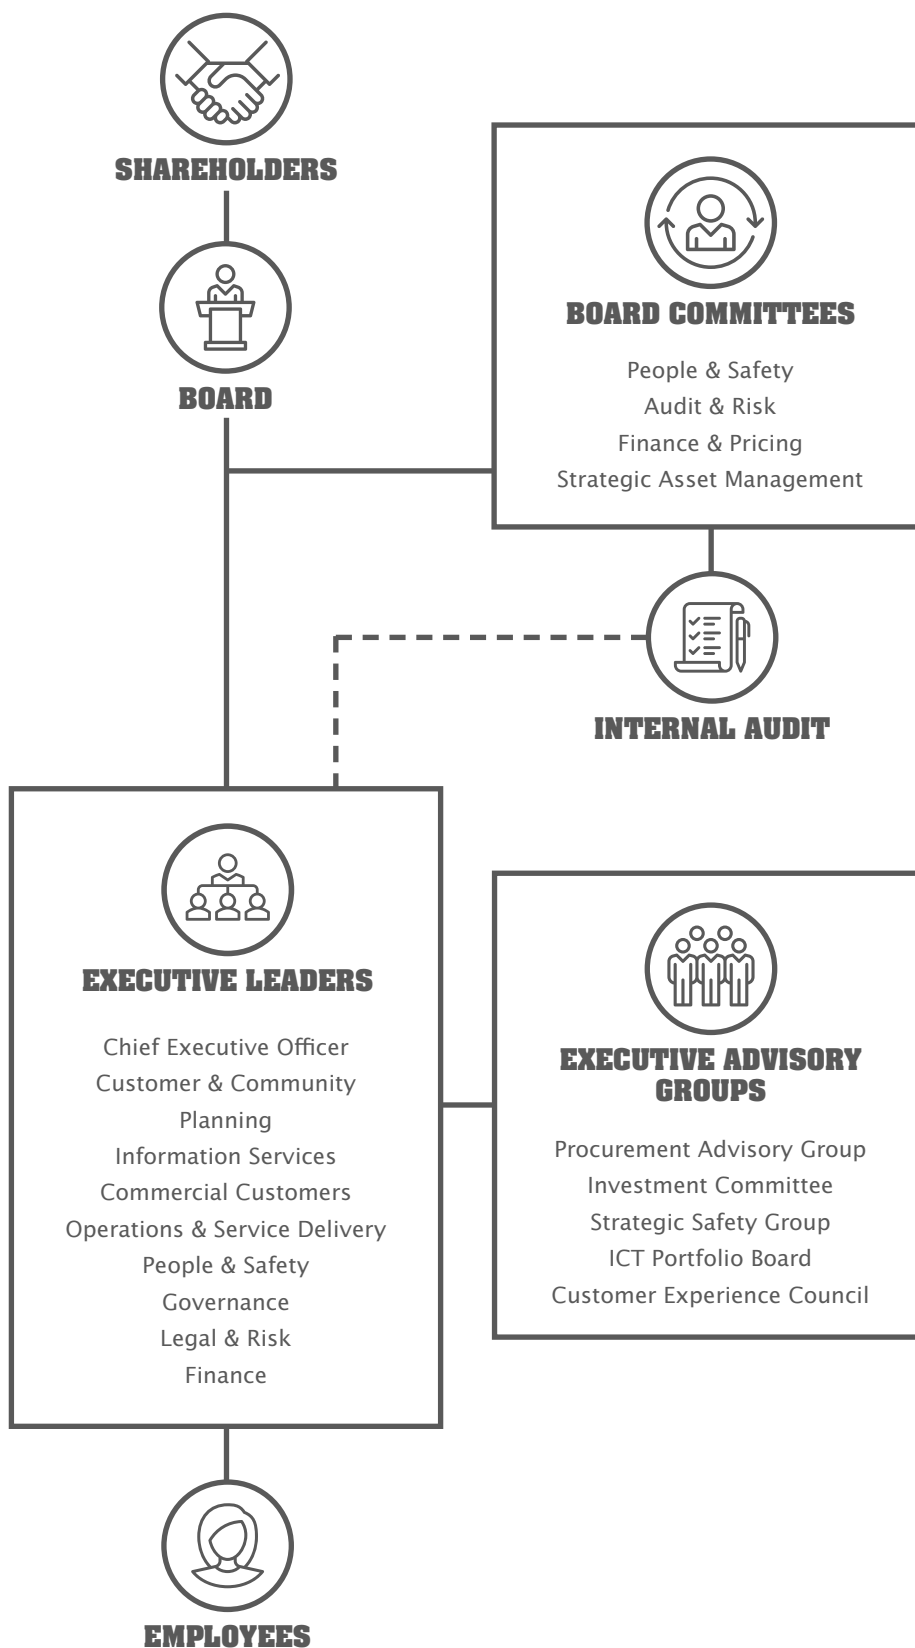 SHAREHOLDERS
BOARD
BOARD COMMITTEES
People & Safety
Audit & Risk
Finance & Pricing
Strategic Asset Management
INTERNAL AUDIT
EXECUTIVE LEADERS
Chief Executive Officer
Customer & Community
Planning
Information Services
Commercial Customers
Operations & Service Delivery
People & Safety
Governance
Legal & Risk
Finance
EXECUTIVE ADVISORY
GROUPS
Procurement Advisory Group
Investment Committee
Strategic Safety Group
ICT Portfolio Board
Customer Experience Council
EMPLOYEES